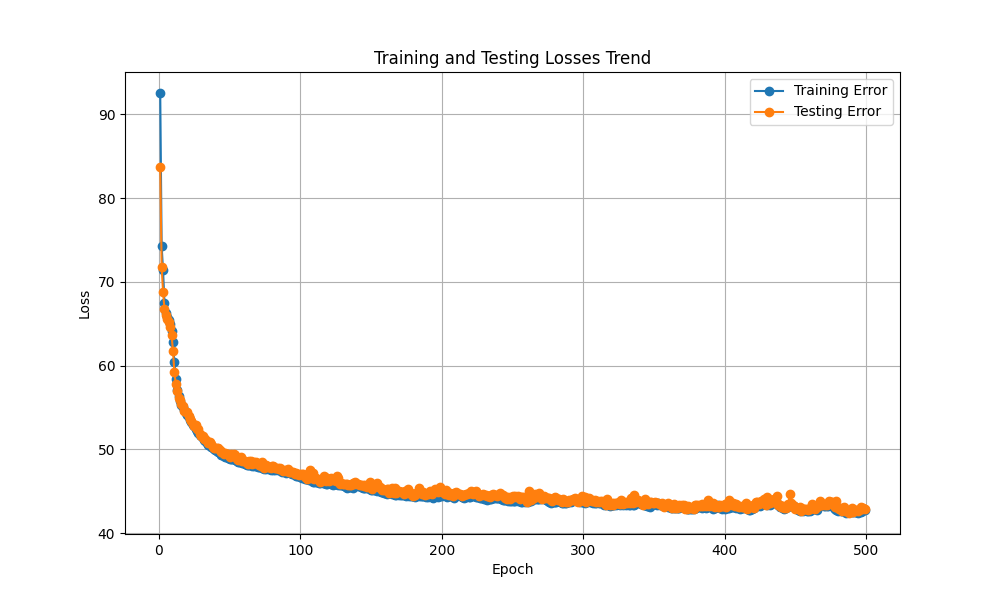 Training and Testing Losses Trend
Training Error
Testing Error
90
80
70
60
50
40
Loss
0 100 200 300 400 500
Epoch